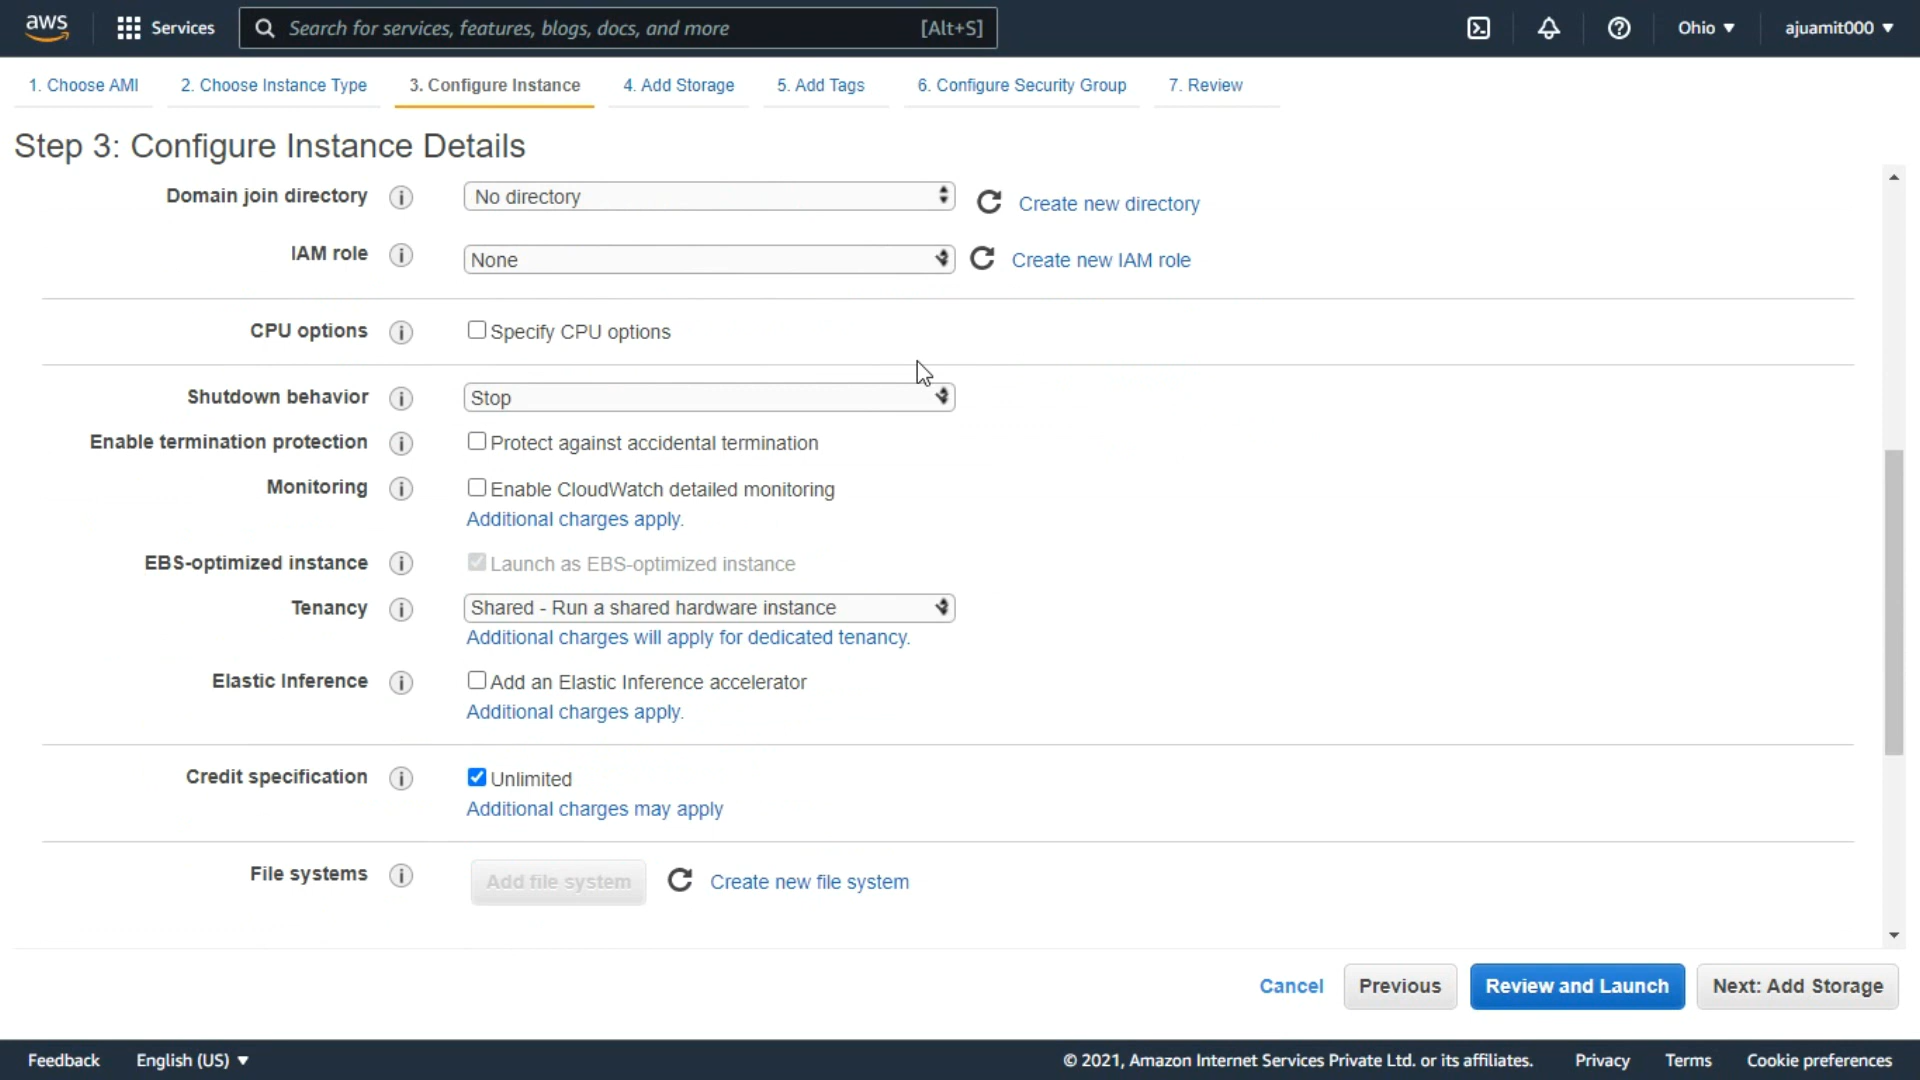 aws Services Search for services, features, blogs, docs, and more [Alt+S] Ohio ajuamit000
1. Choose AMI 2. Choose Instance Type 3. Configure Instance 4. Add Storage 5. Add Tags 6. Configure Security Group 7. Review
Step 3: Configure Instance Details
Domain join directory i No directory Create new directory
IAM role i None Create new IAM role
CPU options i Specify CPU options
Shutdown behavior i Stop
Enable termination protection i Protect against accidental termination
Monitoring i Enable CloudWatch detailed monitoring
Additional charges apply.
EBS-optimized instance i Launch as EBS-optimized instance
Tenancy i Shared - Run a shared hardware instance
Additional charges will apply for dedicated tenancy.
Elastic Inference i Add an Elastic Inference accelerator
Additional charges apply.
Credit specification i Unlimited
Additional charges may apply
File systems i Add file system Create new file system
Cancel Previous Review and Launch Next: Add Storage
Feedback English (US) © 2021, Amazon Internet Services Private Ltd. or its affiliates. Privacy Terms Cookie preferences